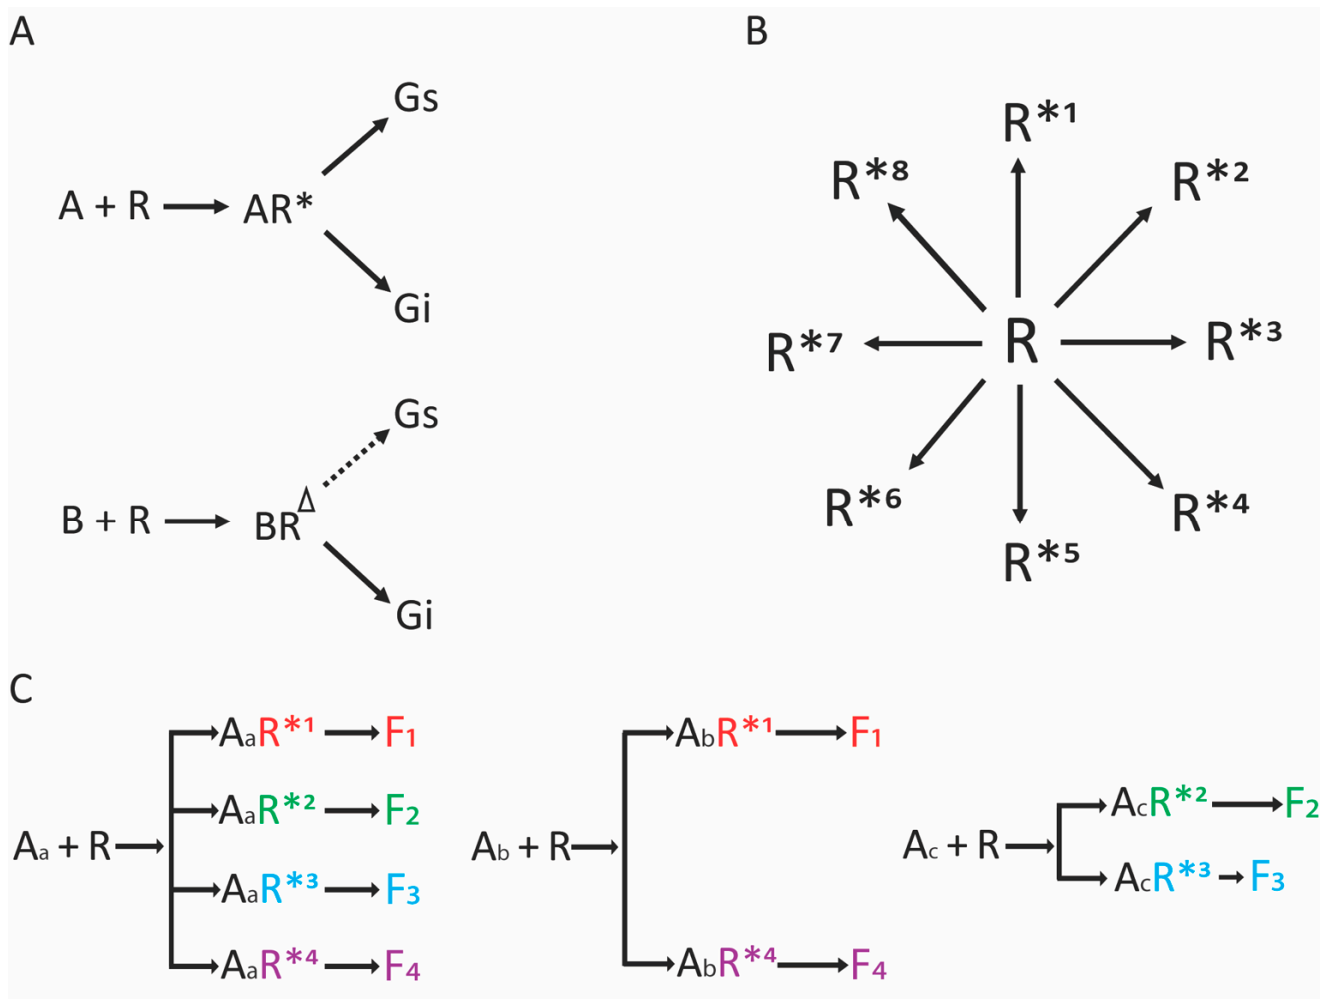 A
Gs
A + R
AR*
Gi
Gs
B + R
BRΔ
Gi
B
R*1
R*8
R*2
R
R*7
R*3
R*6
R*4
R*5
C
AaR*1
F1
AaR*2
F2
Aa + R
AaR*3
F3
AaR*4
F4
AbR*1
F1
Ab + R
AbR*4
F4
AcR*2
F2
Ac + R
AcR*3
F3